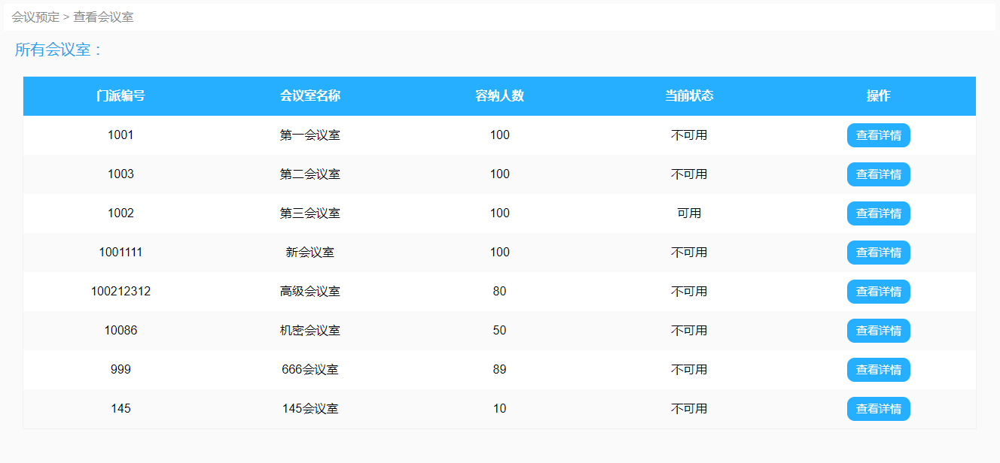 会议预定 > 查看会议室
所有会议室：
门派编号 会议室名称 容纳人数 当前状态 操作
1001 第一会议室 100 不可用 查看详情
1003 第二会议室 100 不可用 查看详情
1002 第三会议室 100 可用 查看详情
1001111 新会议室 100 不可用 查看详情
100212312 高级会议室 80 不可用 查看详情
10086 机密会议室 50 不可用 查看详情
999 666会议室 89 不可用 查看详情
145 145会议室 10 不可用 查看详情